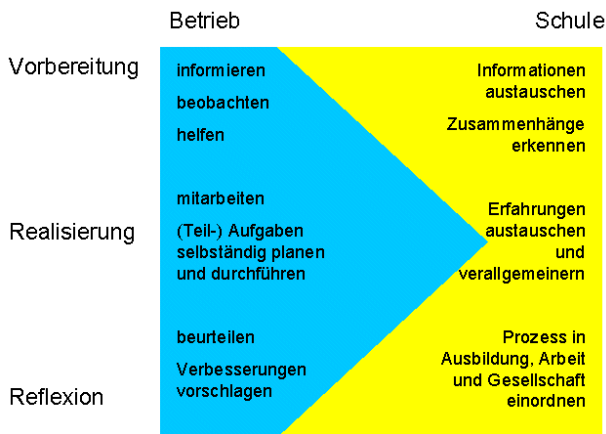 Betrieb
Schule
Vorbereitung
informieren
beobachten
helfen
Informationen
austauschen
Zusammenhänge
erkennen
Realisierung
mitarbeiten
(Teil-) Aufgaben
selbständig planen
und durchführen
Erfahrungen
austauschen
und
verallgemeinern
Reflexion
beurteilen
Verbesserungen
vorschlagen
Prozess in
Ausbildung, Arbeit
und Gesellschaft
einordnen